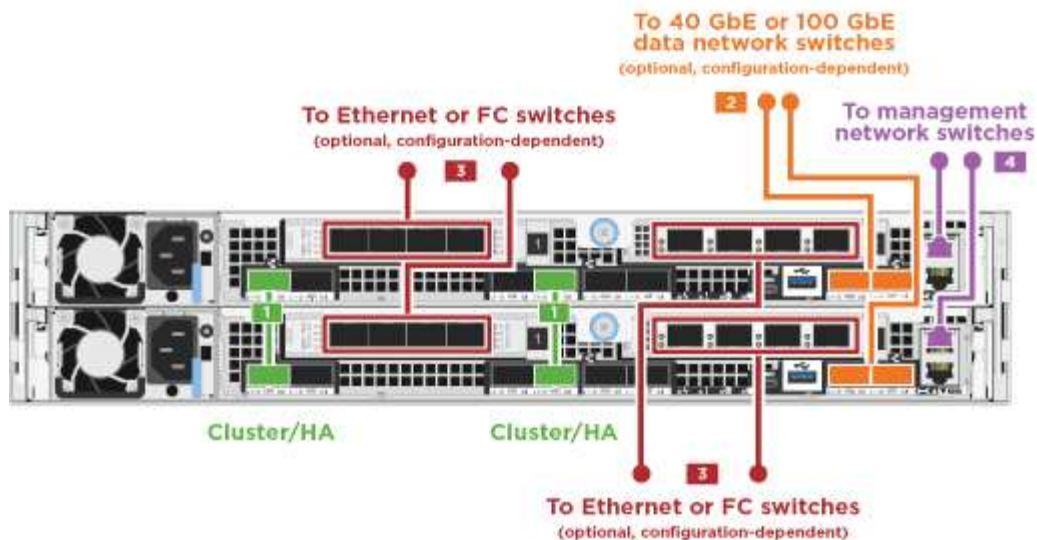 To 40 GbE or 100 GbE
data network switches
(optional, configuration-dependent)
2
To management
network switches
4
To Ethernet or FC switches
(optional, configuration-dependent)
3
1
1
1
1
Cluster/HA
Cluster/HA
3
To Ethernet or FC switches
(optional, configuration-dependent)